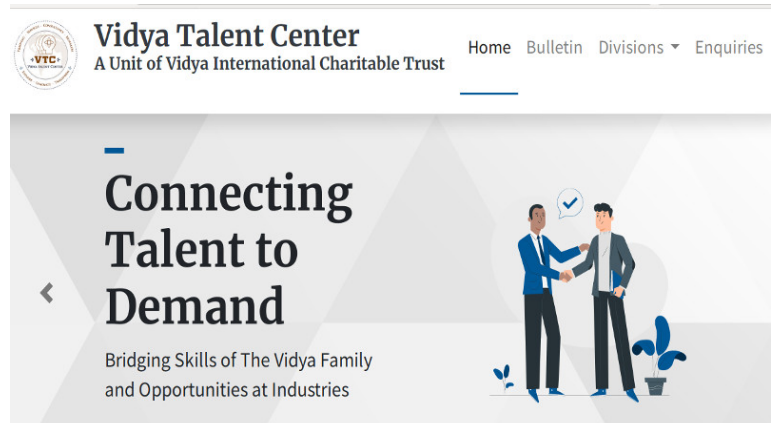 Vidya Talent Center
A Unit of Vidya International Charitable Trust
Home Bulletin Divisions Enquiries
VTC
Connecting
Talent to
Demand
Bridging Skills of The Vidya Family
and Opportunities at Industries